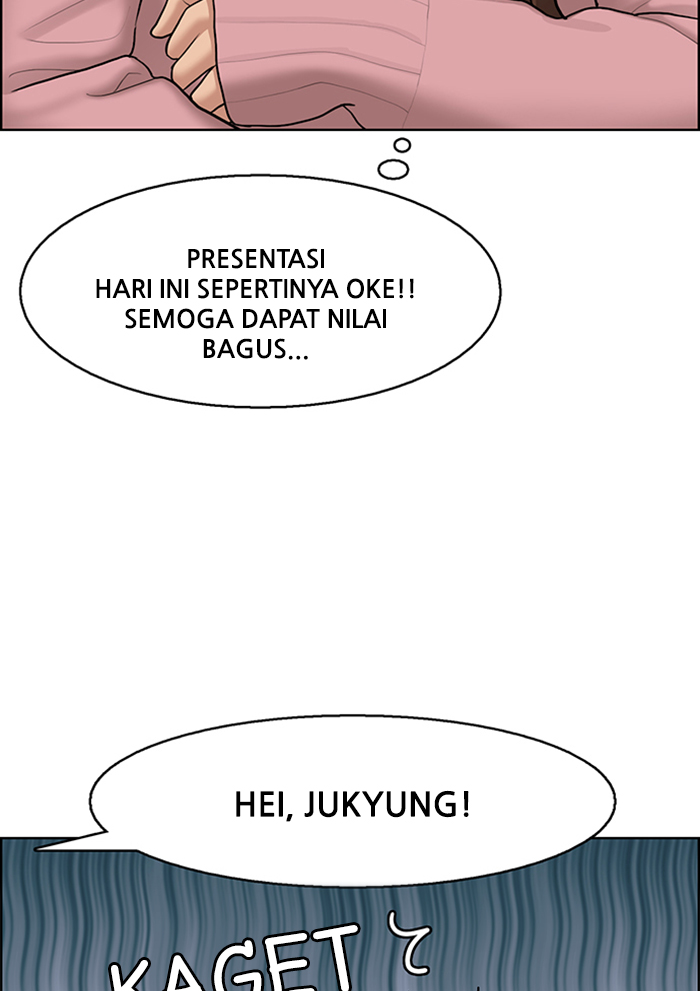 PRESENTASI
HARI INI SEPERTINYA OKE!!
SEMOGA DAPAT NILAI
BAGUS...
HEI, JUKYUNG!
KAGET